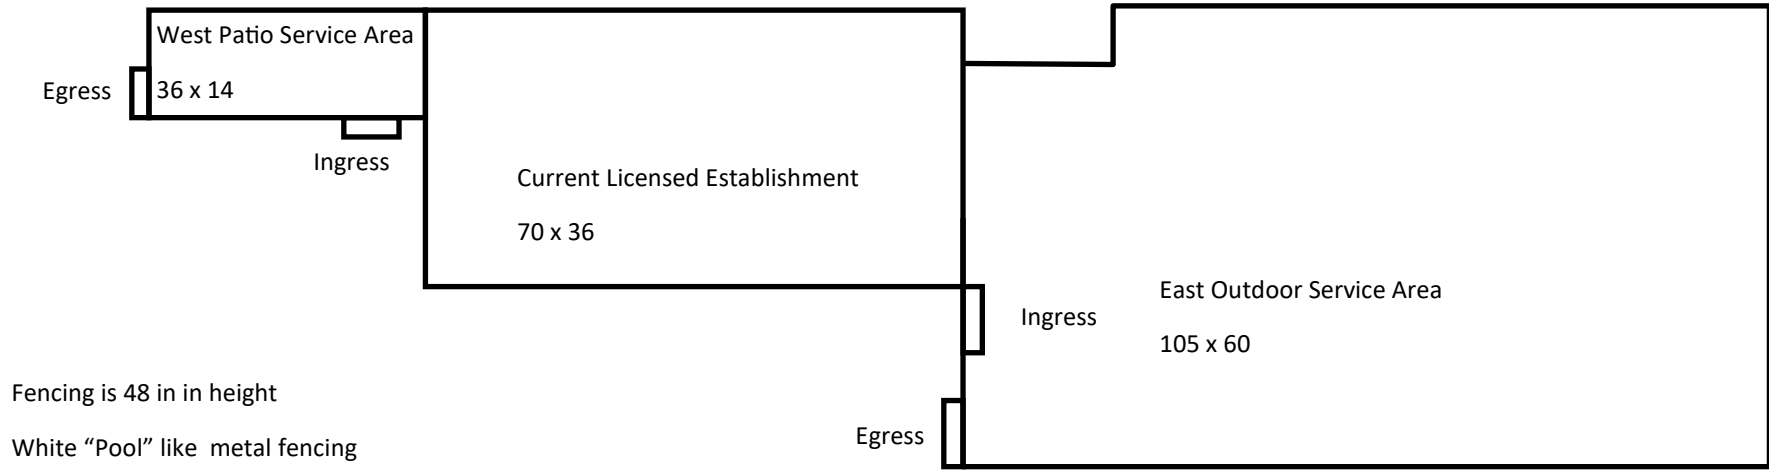 West Patio Service Area
36 x 14
Egress
Ingress
Current Licensed Establishment
70 x 36
East Outdoor Service Area
105 x 60
Ingress
Egress
Fencing is 48 in in height
White “Pool” like  metal fencing